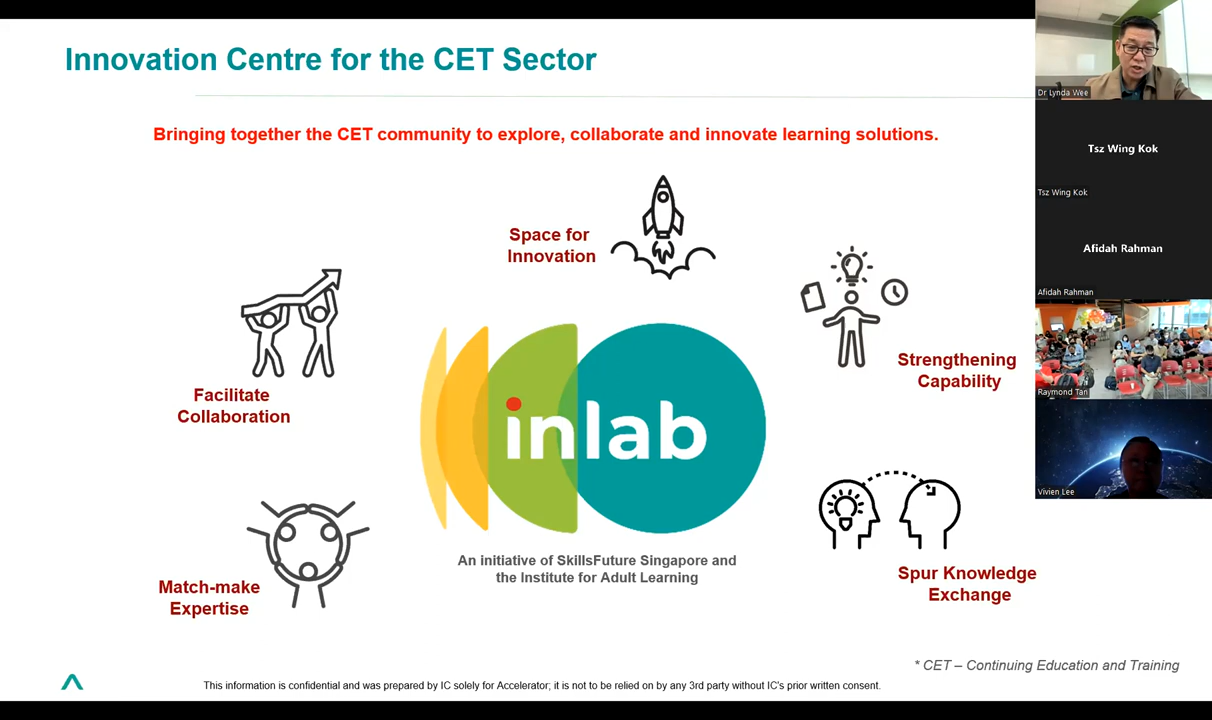 Innovation Centre for the CET Sector
Bringing together the CET community to explore, collaborate and innovate learning solutions.
Space for
Innovation
Facilitate
Collaboration
Strengthening
Capability
inlab
Match-make
Expertise
An initiative of SkillsFuture Singapore and
the Institute for Adult Learning
Spur Knowledge
Exchange
* CET – Continuing Education and Training
This information is confidential and was prepared by IC solely for Accelerator; it is not to be relied on by any 3rd party without IC's prior written consent.
Dr Lynda Wee
Tsz Wing Kok
Tsz Wing Kok
Afidah Rahman
Afidah Rahman
Raymond Tan
Vivien Lee